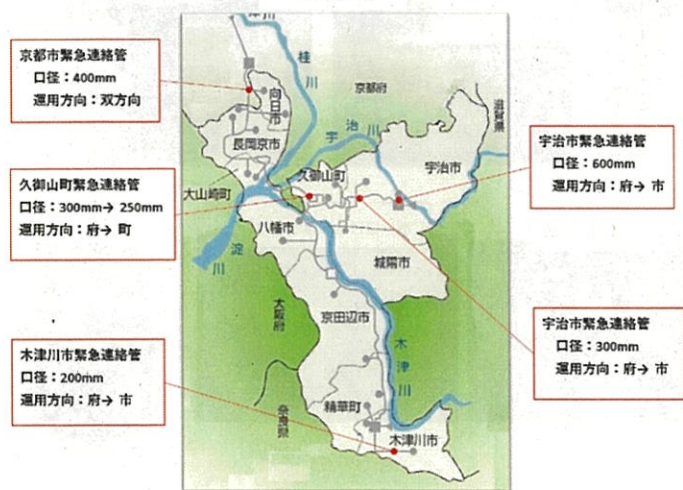 京都市緊急連絡管
口径：400mm
運用方向：双方向
久御山町緊急連絡管
口径：300mm→ 250mm
運用方向：府→ 町
木津川市緊急連絡管
口径：200mm
運用方向：府→ 市
宇治市緊急連絡管
口径：600mm
運用方向：府→ 市
宇治市緊急連絡管
口径：300mm
運用方向：府→ 市
桂川
京都府
滋賀県
向日市
長岡京市
宇治川
宇治市
久御山町
大山崎町
八幡市
淀川
城陽市
大阪府
京田辺市
木津川
精華町
奈良県
木津川市